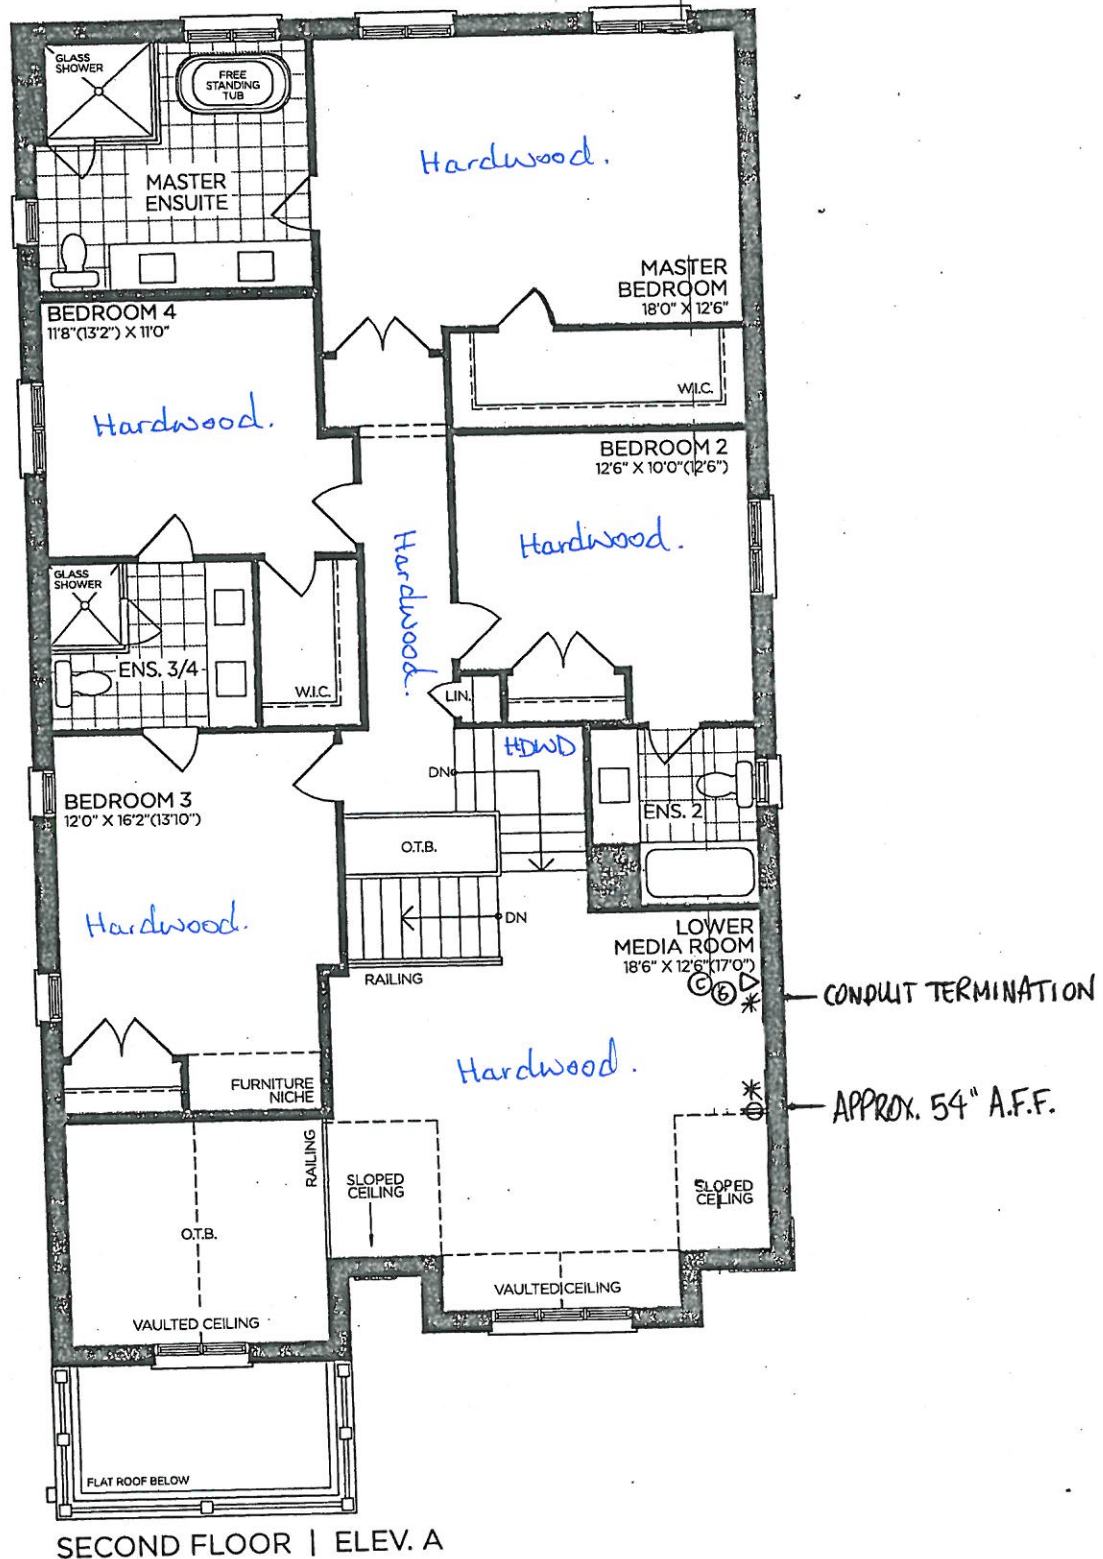 GLASS
SHOWER
FREE
STANDING
TUB
MASTER
ENSUITE
Hardwood.
MASTER
BEDROOM
18'0" X 12'6"
BEDROOM 4
11'8"(13'2") X 11'0"
Hardwood.
W.I.C.
BEDROOM 2
12'6" X 10'0"(12'6")
Hardwood.
Hardwood.
GLASS
SHOWER
ENS. 3/4
W.I.C.
LIN.
HDWD
DN
ENS. 2
BEDROOM 3
12'0" X 16'2"(13'10")
O.T.B.
Hardwood.
DN
RAILING
LOWER
MEDIA ROOM
18'6" X 12'6"(17'0")
C 6
CONDUIT TERMINATION
Hardwood.
FURNITURE
NICHE
APPROX. 54" A.F.F.
RAILING
SLOPED
CEILING
SLOPED
CEILING
O.T.B.
VAULTED CEILING
VAULTED CEILING
FLAT ROOF BELOW
SECOND FLOOR | ELEV. A